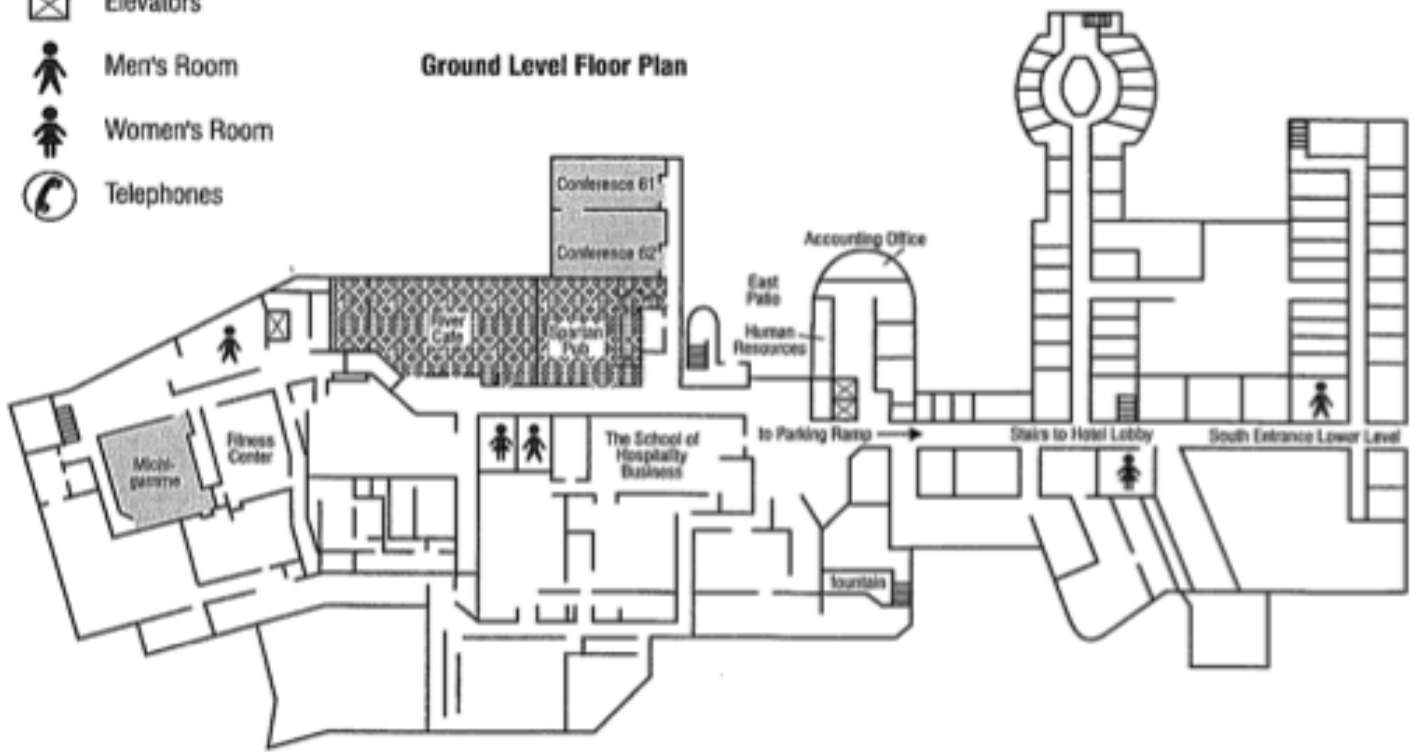 Elevators
Men's Room
Ground Level Floor Plan
Women's Room
Telephones
Conference 61
Conference 62
Accounting Office
East
Patio
River
Cafe
Spartan
Pub
Human
Resources
Fitness
Center
Michi-
gamme
The School of
Hospitality
Business
to Parking Ramp
Stairs to Hotel Lobby
South Entrance Lower Level
fountain